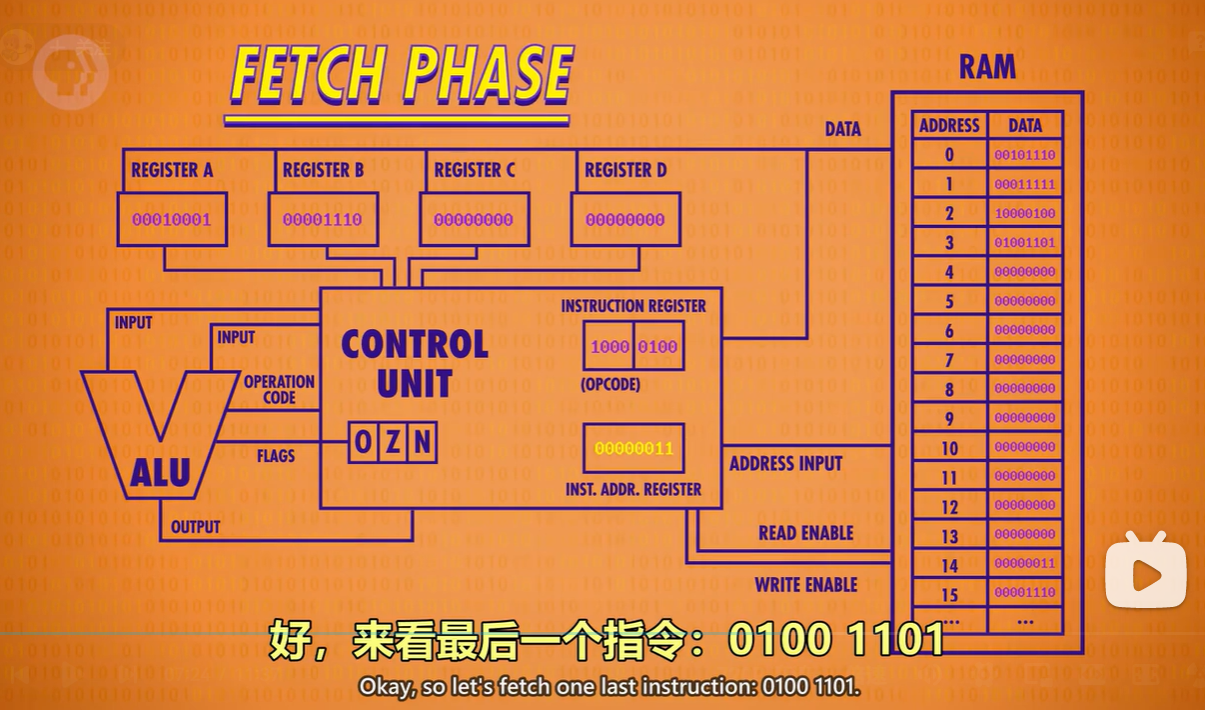 FETCH PHASE
RAM
DATA
ADDRESS DATA
0 00101110
1 00011111
2 10000100
3 01001101
4 00000000
5 00000000
6 00000000
7 00000000
8 00000000
9 00000000
10 00000000
11 00000000
12 00000000
13 00000000
14 00000011
15 00001110
... ...
REGISTER A REGISTER B REGISTER C REGISTER D
00010001 00001110 00000000 00000000
INPUT
INPUT
OPERATION
CODE
FLAGS
ALU
OUTPUT
CONTROL
UNIT
O Z N
INSTRUCTION REGISTER
1000 0100
(OPCODE)
00000011
INST. ADDR. REGISTER
ADDRESS INPUT
READ ENABLE
WRITE ENABLE
好，来看最后一个指令：0100 1101
Okay, so let's fetch one last instruction: 0100 1101.